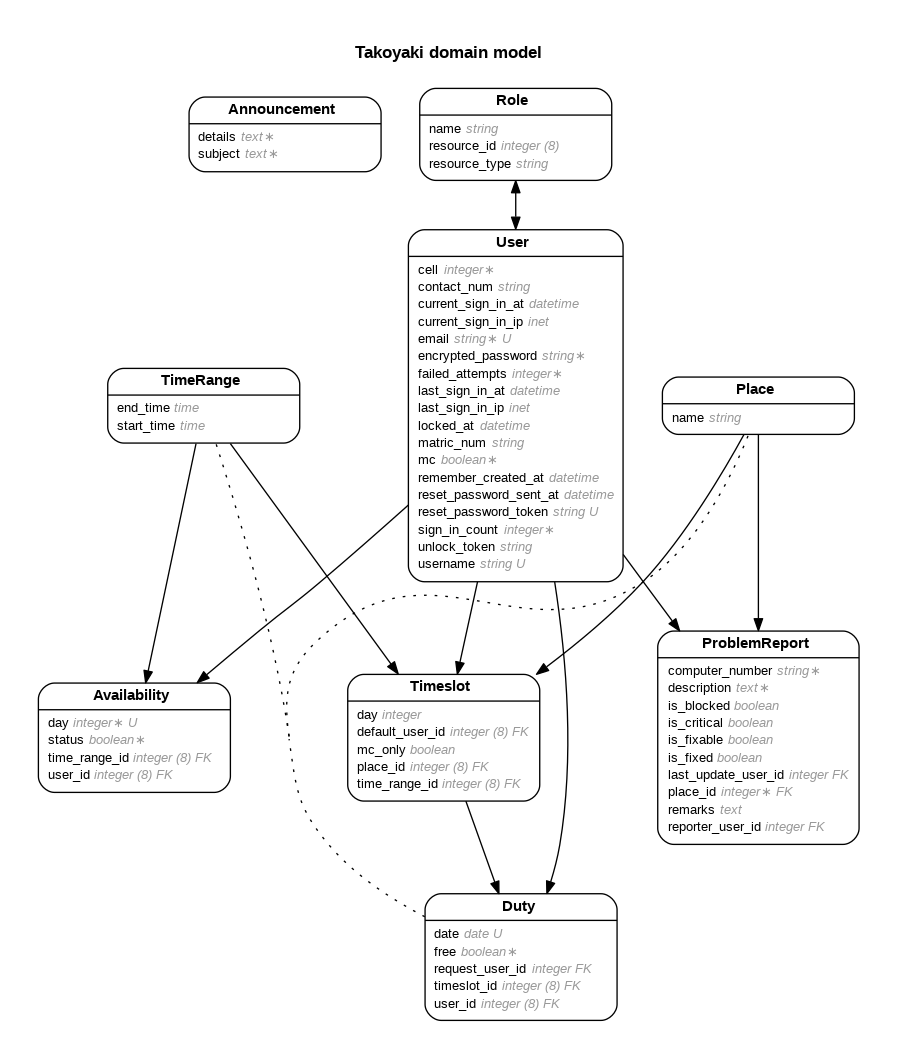 Takoyaki domain model
Announcement
details text∗
subject text∗
Role
name string
resource_id integer (8)
resource_type string
User
cell integer∗
contact_num string
current_sign_in_at datetime
current_sign_in_ip inet
email string∗ U
encrypted_password string∗
failed_attempts integer∗
last_sign_in_at datetime
last_sign_in_ip inet
locked_at datetime
matric_num string
mc boolean∗
remember_created_at datetime
reset_password_sent_at datetime
reset_password_token string U
sign_in_count integer∗
unlock_token string
username string U
TimeRange
end_time time
start_time time
Place
name string
ProblemReport
computer_number string∗
description text∗
is_blocked boolean
is_critical boolean
is_fixable boolean
is_fixed boolean
last_update_user_id integer FK
place_id integer∗ FK
remarks text
reporter_user_id integer FK
Availability
day integer∗ U
status boolean∗
time_range_id integer (8) FK
user_id integer (8) FK
Timeslot
day integer
default_user_id integer (8) FK
mc_only boolean
place_id integer (8) FK
time_range_id integer (8) FK
Duty
date date U
free boolean∗
request_user_id integer FK
timeslot_id integer (8) FK
user_id integer (8) FK